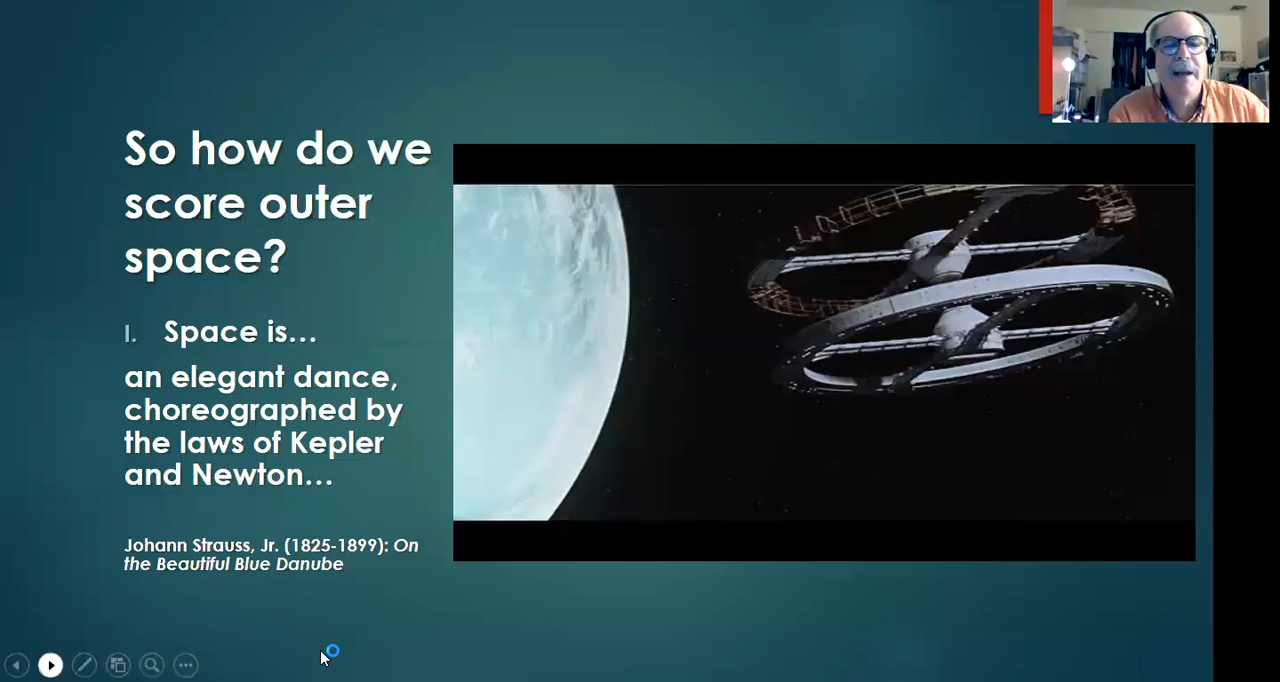 So how do we
score outer
space?
I. Space is…
an elegant dance,
choreographed by
the laws of Kepler
and Newton…
Johann Strauss, Jr. (1825-1899): On
the Beautiful Blue Danube